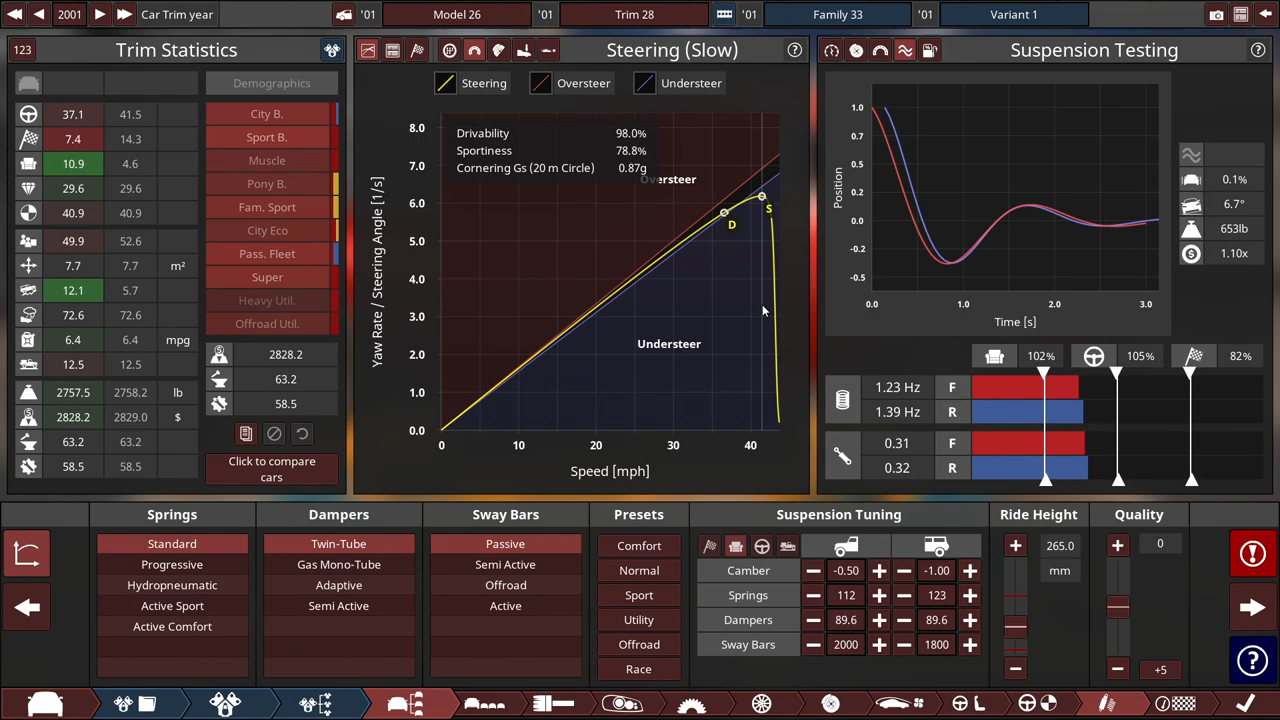 2001 Car Trim year '01 Model 26 '01 Trim 28 '01 Family 33 '01 Variant 1
123 Trim Statistics
Demographics
37.1 41.5
7.4 14.3
10.9 4.6
29.6 29.6
40.9 40.9
49.9 52.6
7.7 7.7 m²
12.1 5.7
72.6 72.6
6.4 6.4 mpg
12.5 12.5
2757.5 2758.2 lb
2828.2 2829.0 $
63.2 63.2
58.5 58.5
City B.
Sport B.
Muscle
Pony B.
Fam. Sport
City Eco
Pass. Fleet
Super
Heavy Util.
Offroad Util.
2828.2
63.2
58.5
Click to compare
cars
Steering (Slow) ?
Steering Oversteer Understeer
Drivability 98.0%
Sportiness 78.8%
Cornering Gs (20 m Circle) 0.87g
Oversteer
Understeer
D
S
Yaw Rate / Steering Angle [1/s]
8.0
7.0
6.0
5.0
4.0
3.0
2.0
1.0
0.0
0 10 20 30 40
Speed [mph]
Suspension Testing ?
Position
1.0
0.7
0.5
0.2
0.0
-0.2
-0.5
0.0 1.0 2.0 3.0
Time [s]
0.1%
6.7°
653lb
1.10x
102% 105% 82%
1.23 Hz F
1.39 Hz R
0.31 F
0.32 R
Springs
Standard
Progressive
Hydropneumatic
Active Sport
Active Comfort
Dampers
Twin-Tube
Gas Mono-Tube
Adaptive
Semi Active
Sway Bars
Passive
Semi Active
Offroad
Active
Presets
Comfort
Normal
Sport
Utility
Offroad
Race
Suspension Tuning
Camber -0.50 -1.00
Springs 112 123
Dampers 89.6 89.6
Sway Bars 2000 1800
Ride Height
265.0
mm
Quality
0
+5
?